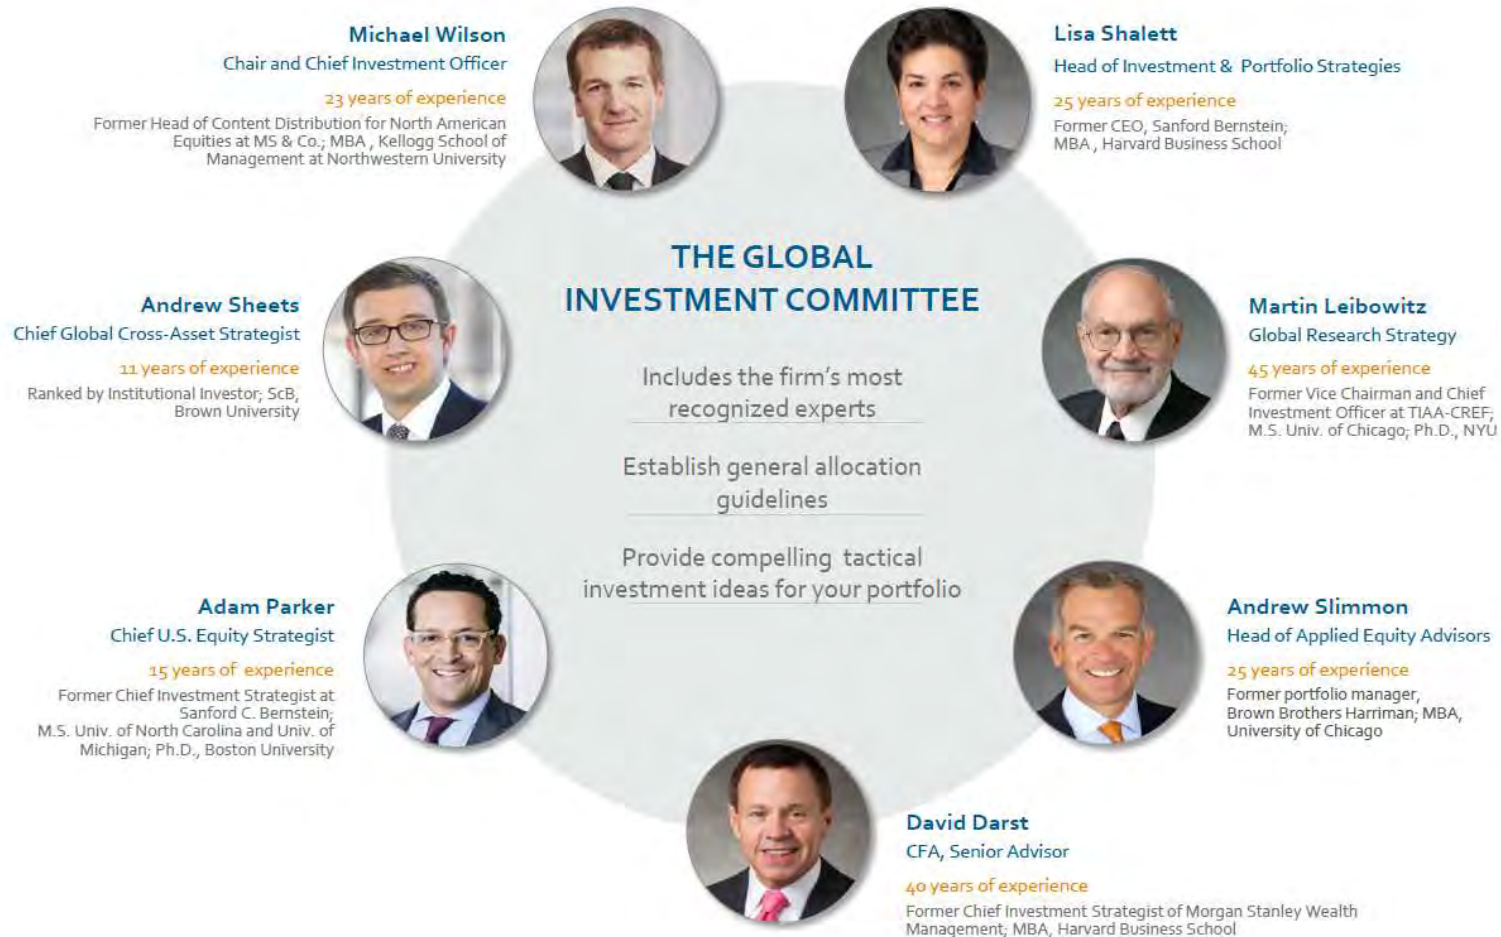 Michael Wilson
Chair and Chief Investment Officer
23 years of experience
Former Head of Content Distribution for North American
Equities at MS & Co.; MBA , Kellogg School of
Management at Northwestern University
Lisa Shalett
Head of Investment & Portfolio Strategies
25 years of experience
Former CEO, Sanford Bernstein;
MBA , Harvard Business School
THE GLOBAL
INVESTMENT COMMITTEE
Includes the firm's most
recognized experts
Establish general allocation
guidelines
Provide compelling tactical
investment ideas for your portfolio
Andrew Sheets
Chief Global Cross-Asset Strategist
11 years of experience
Ranked by Institutional Investor; ScB,
Brown University
Martin Leibowitz
Global Research Strategy
45 years of experience
Former Vice Chairman and Chief
Investment Officer at TIAA-CREF;
M.S. Univ. of Chicago; Ph.D., NYU
Adam Parker
Chief U.S. Equity Strategist
15 years of experience
Former Chief Investment Strategist at
Sanford C. Bernstein;
M.S. Univ. of North Carolina and Univ. of
Michigan; Ph.D., Boston University
Andrew Slimmon
Head of Applied Equity Advisors
25 years of experience
Former portfolio manager,
Brown Brothers Harriman; MBA,
University of Chicago
David Darst
CFA, Senior Advisor
40 years of experience
Former Chief Investment Strategist of Morgan Stanley Wealth
Management; MBA, Harvard Business School